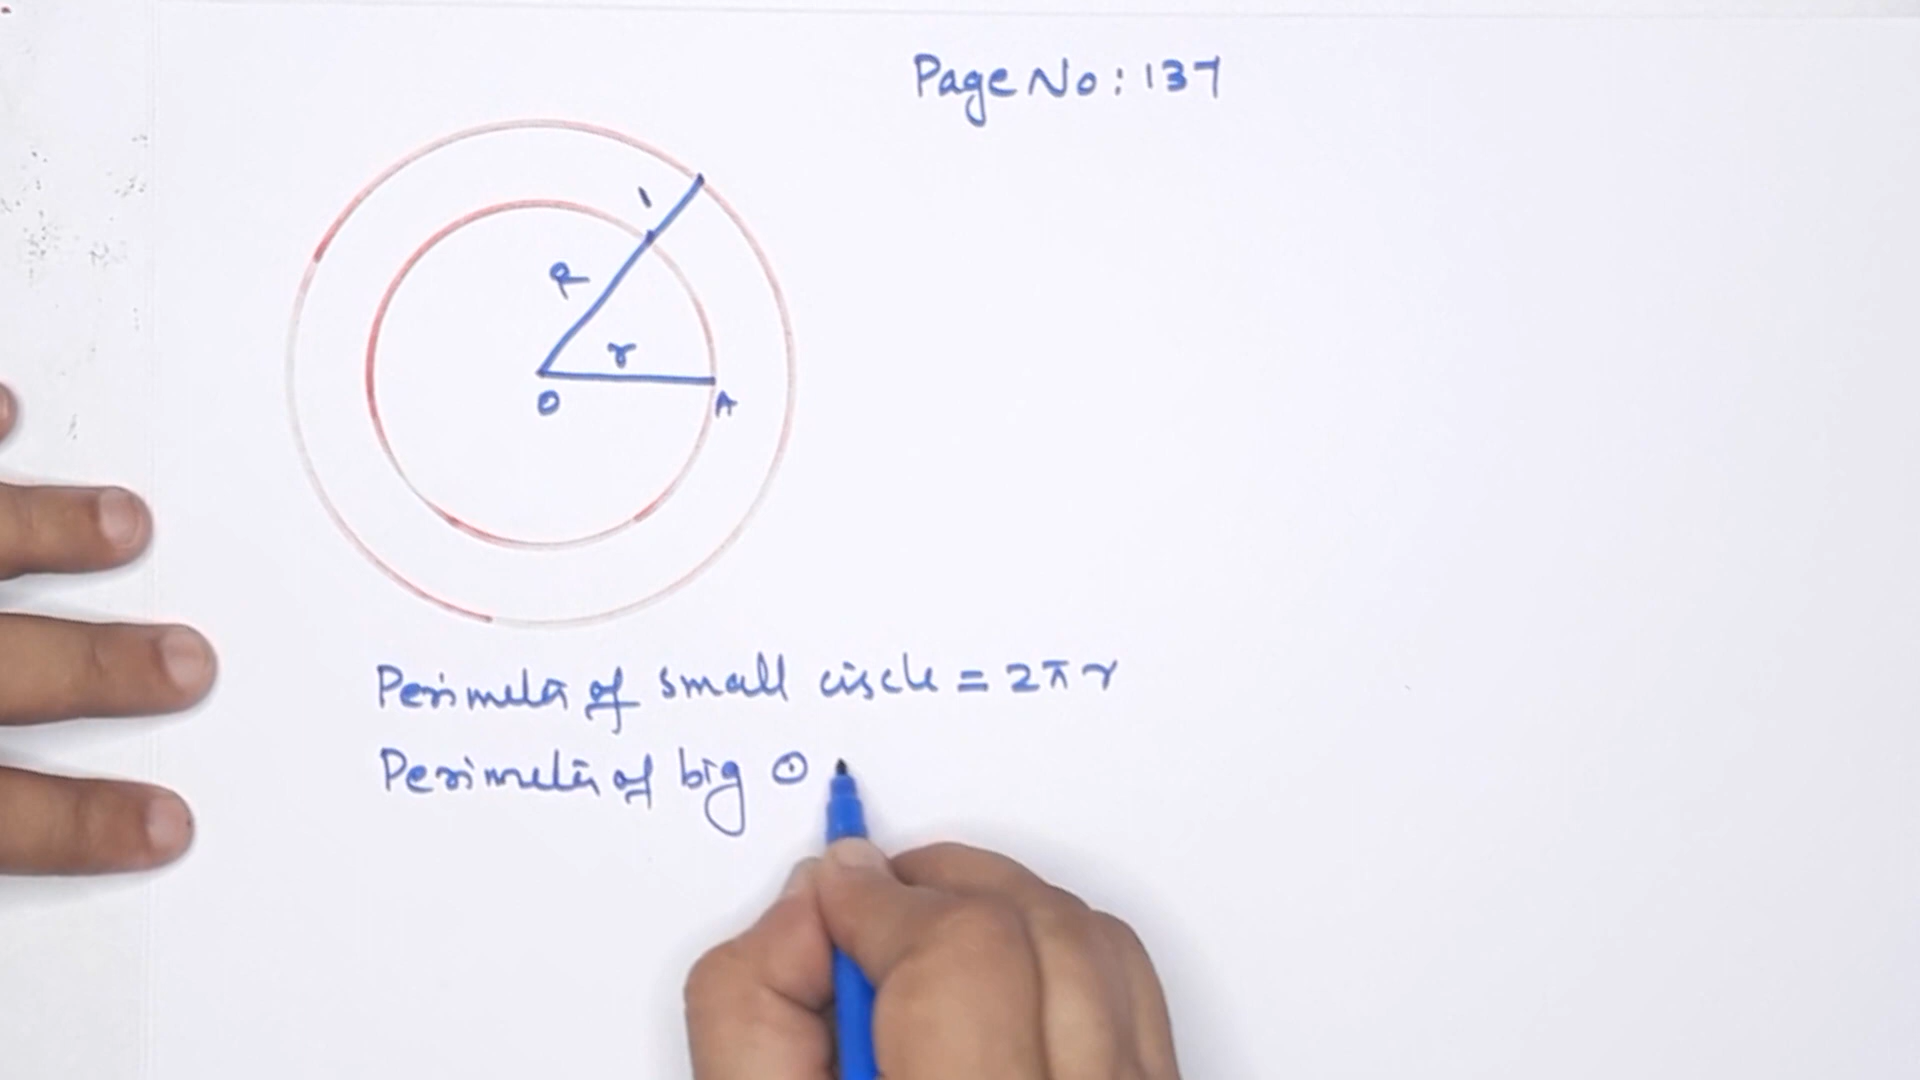 Page No: 137
1
R
r
O
A
Perimeter of small circle = 2πr
Perimeter of big ⊙